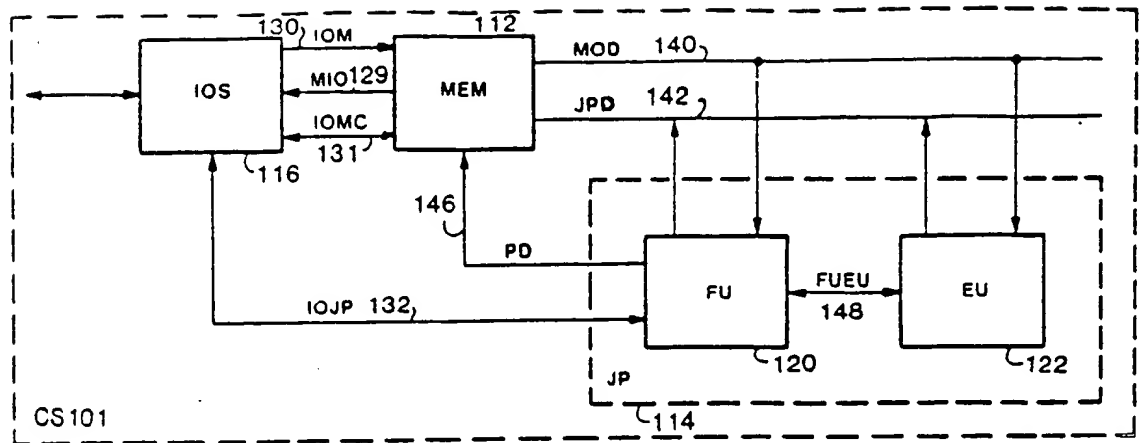 130 IOM
112
MOD 140
IOS
MIO 129
MEM
JPD 142
IOMC
131
116
146
PD
FU
FUEU
148
EU
IOJP 132
120
122
JP
114
CS101